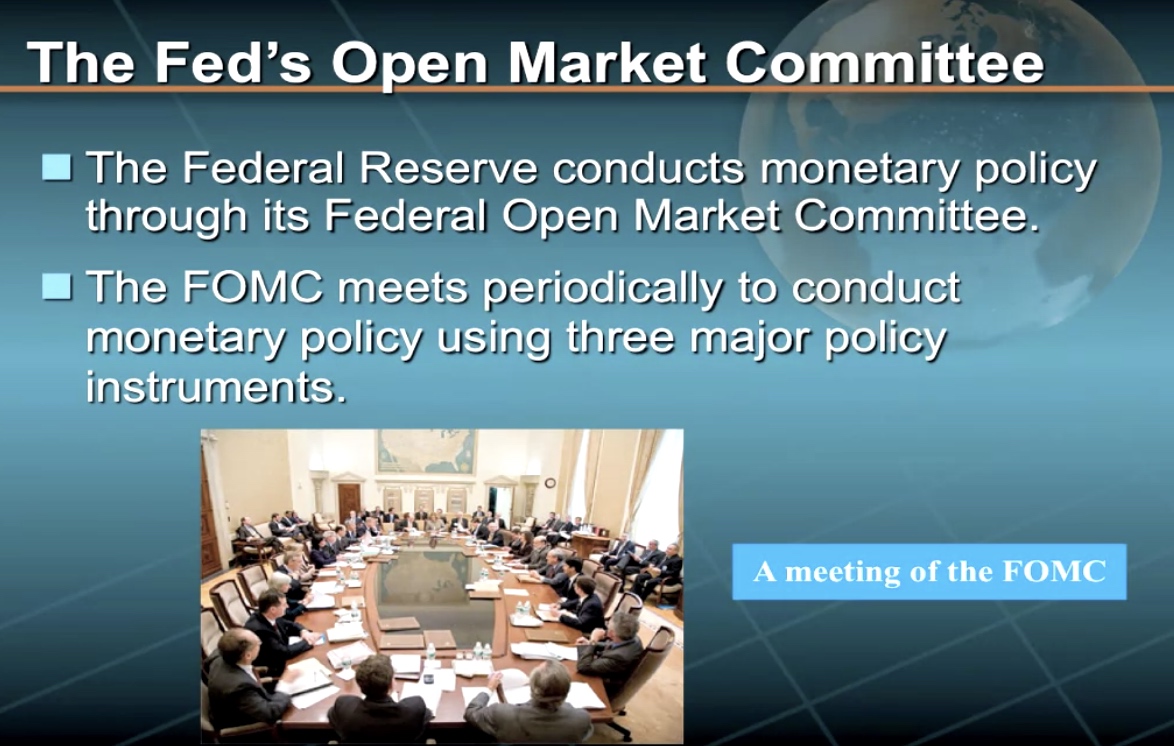 The Fed's Open Market Committee
The Federal Reserve conducts monetary policy
through its Federal Open Market Committee.
The FOMC meets periodically to conduct
monetary policy using three major policy
instruments.
A meeting of the FOMC